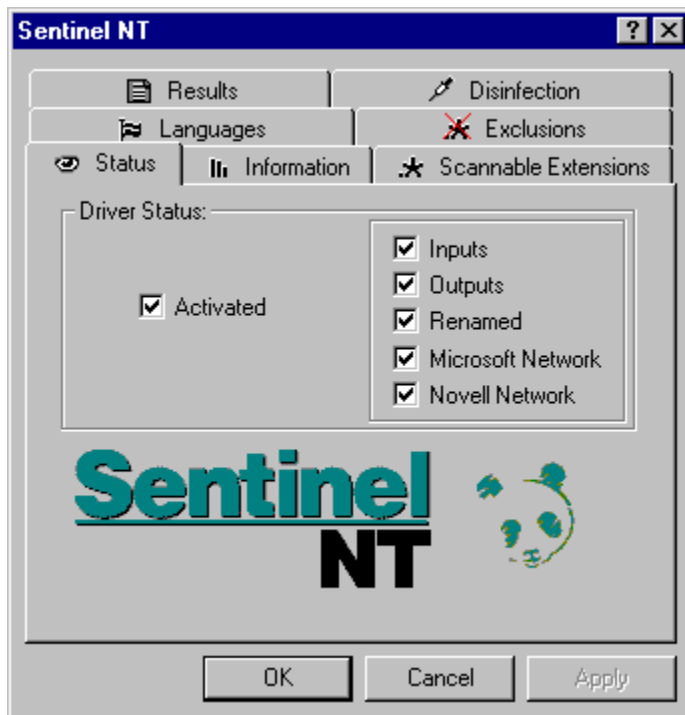 Sentinel NT
Results
Disinfection
Languages
Exclusions
Status
Information
Scannable Extensions
Driver Status:
Activated
Inputs
Outputs
Renamed
Microsoft Network
Novell Network
Sentinel
NT
OK
Cancel
Apply